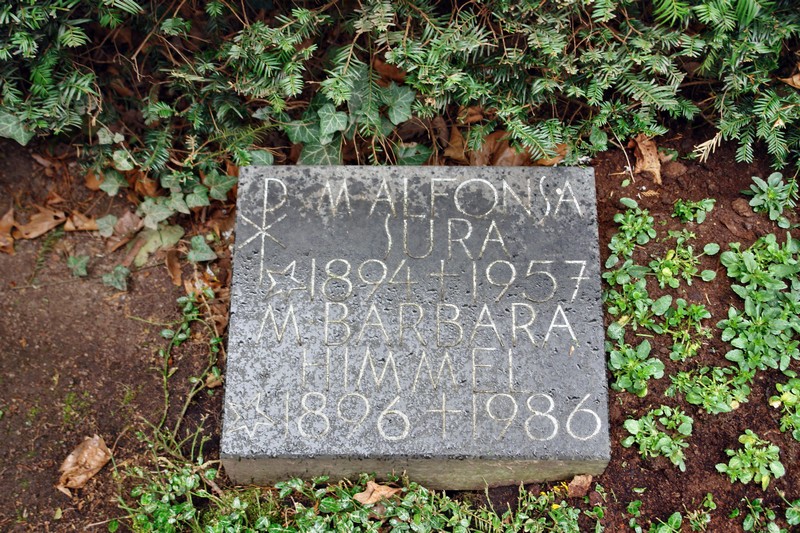 M·ALFONSA
SURA
☆1894 + 1957
M·BARBARA
HIMMEL
☆1896 + 1986